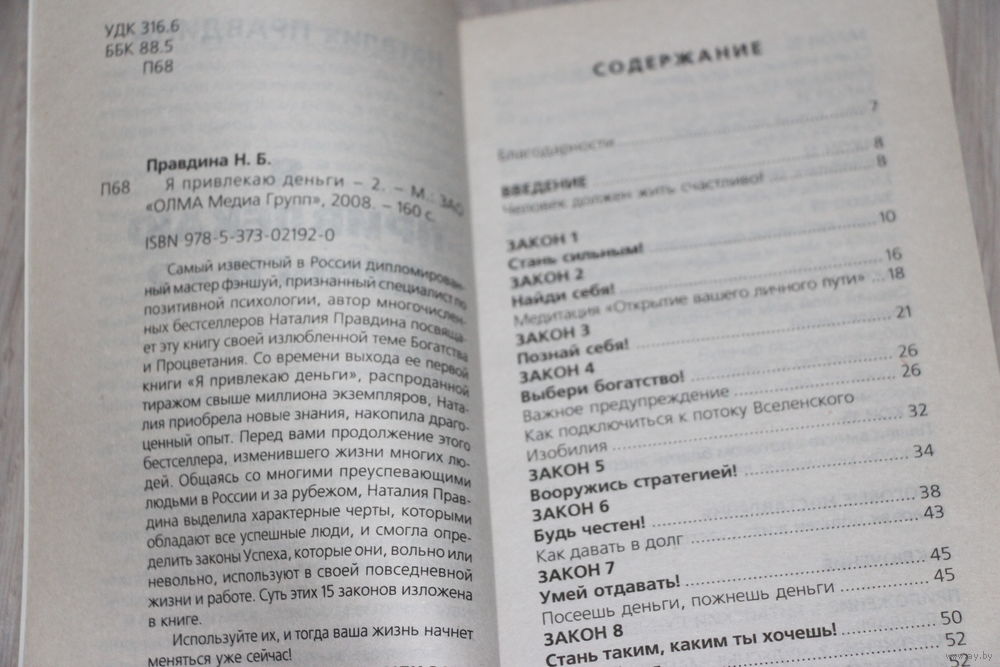 УДК 316.6
ББК 88.5
П68
Правдина Н. Б.
П68 Я привлекаю деньги – 2. – М.: ЗАО
«ОЛМА Медиа Групп», 2008. – 160 с.
ISBN 978-5-373-02192-0
Самый известный в России дипломирован-
ный мастер фэншуй, признанный специалист по
позитивной психологии, автор многочислен-
ных бестселлеров Наталия Правдина посвяща-
ет эту книгу своей излюбленной теме Богатства
и Процветания. Со времени выхода ее первой
книги «Я привлекаю деньги», распроданной
тиражом свыше миллиона экземпляров, Ната-
лия приобрела новые знания, накопила драго-
ценный опыт. Перед вами продолжение этого
бестселлера, изменившего жизни многих лю-
дей. Общаясь со многими преуспевающими
людьми в России и за рубежом, Наталия Прав-
дина выделила характерные черты, которыми
обладают все успешные люди, и смогла опре-
делить законы Успеха, которые они, вольно или
невольно, используют в своей повседневной
жизни и работе. Суть этих 15 законов изложена
в книге.
Используйте их, и тогда ваша жизнь начнет
меняться уже сейчас!
СОДЕРЖАНИЕ
Благодарности 7
ВВЕДЕНИЕ 8
Человек должен жить счастливо! 8
ЗАКОН 1
Стань сильным! 10
ЗАКОН 2
Найди себя! 16
Медитация «Открытие вашего личного пути» ... 18
ЗАКОН 3
Познай себя! 21
ЗАКОН 4
Выбери богатство! 26
Важное предупреждение 26
Как подключиться к потоку Вселенского
Изобилия 32
ЗАКОН 5
Вооружись стратегией! 34
ЗАКОН 6
Будь честен! 38
Как давать в долг 43
ЗАКОН 7
Умей отдавать! 45
Посеешь деньги, пожнешь деньги 45
ЗАКОН 8
Стань таким, каким ты хочешь! 50
52
www.ay.by